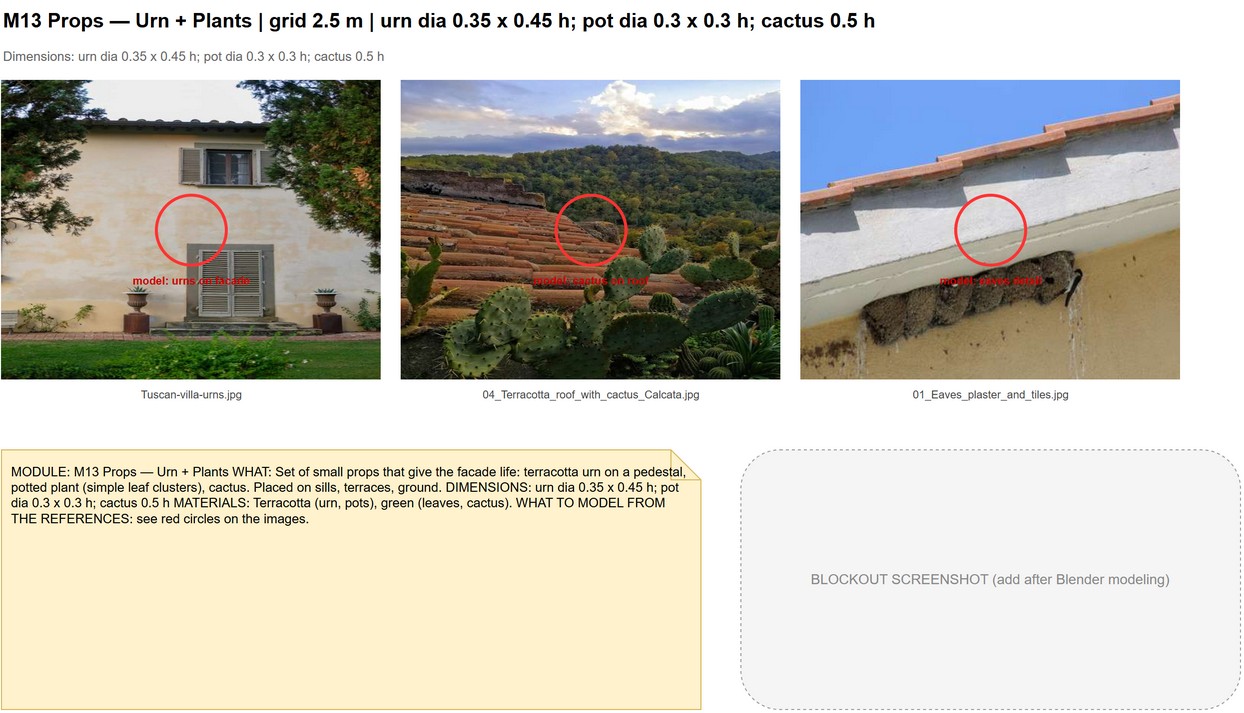 M13 Props — Urn + Plants | grid 2.5 m | urn dia 0.35 x 0.45 h; pot dia 0.3 x 0.3 h; cactus 0.5 h
Dimensions: urn dia 0.35 x 0.45 h; pot dia 0.3 x 0.3 h; cactus 0.5 h
model: urns on facade
model: cactus on roof
model: eaves detail
Tuscan-villa-urns.jpg
04_Terracotta_roof_with_cactus_Calcata.jpg
01_Eaves_plaster_and_tiles.jpg
MODULE: M13 Props — Urn + Plants WHAT: Set of small props that give the facade life: terracotta urn on a pedestal,
potted plant (simple leaf clusters), cactus. Placed on sills, terraces, ground. DIMENSIONS: urn dia 0.35 x 0.45 h; pot
dia 0.3 x 0.3 h; cactus 0.5 h MATERIALS: Terracotta (urn, pots), green (leaves, cactus). WHAT TO MODEL FROM
THE REFERENCES: see red circles on the images.
BLOCKOUT SCREENSHOT (add after Blender modeling)